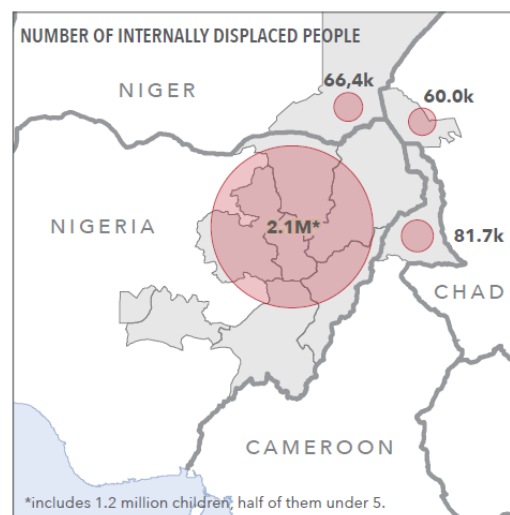 NUMBER OF INTERNALLY DISPLACED PEOPLE
NIGER
66,4k
60.0k
NIGERIA
2.1M*
81.7k
CHAD
CAMEROON
*includes 1.2 million children; half of them under 5.